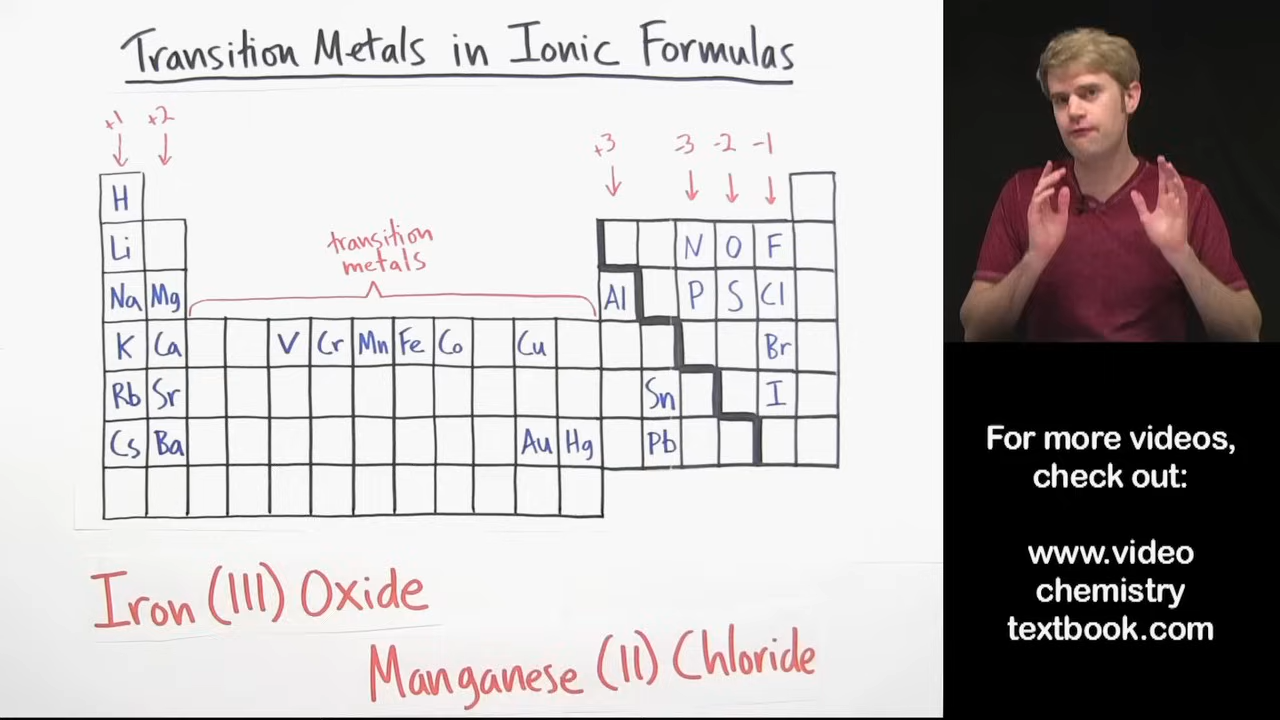 Transition Metals in Ionic Formulas
+1 +2
+3 -3 -2 -1
H
transition
metals
Li N O F
Na Mg Al P S Cl
K Ca V Cr Mn Fe Co Cu Br
Rb Sr Sn I
Cs Ba Au Hg Pb
Iron (III) Oxide
Manganese (II) Chloride
For more videos,
check out:
www.video
chemistry
textbook.com